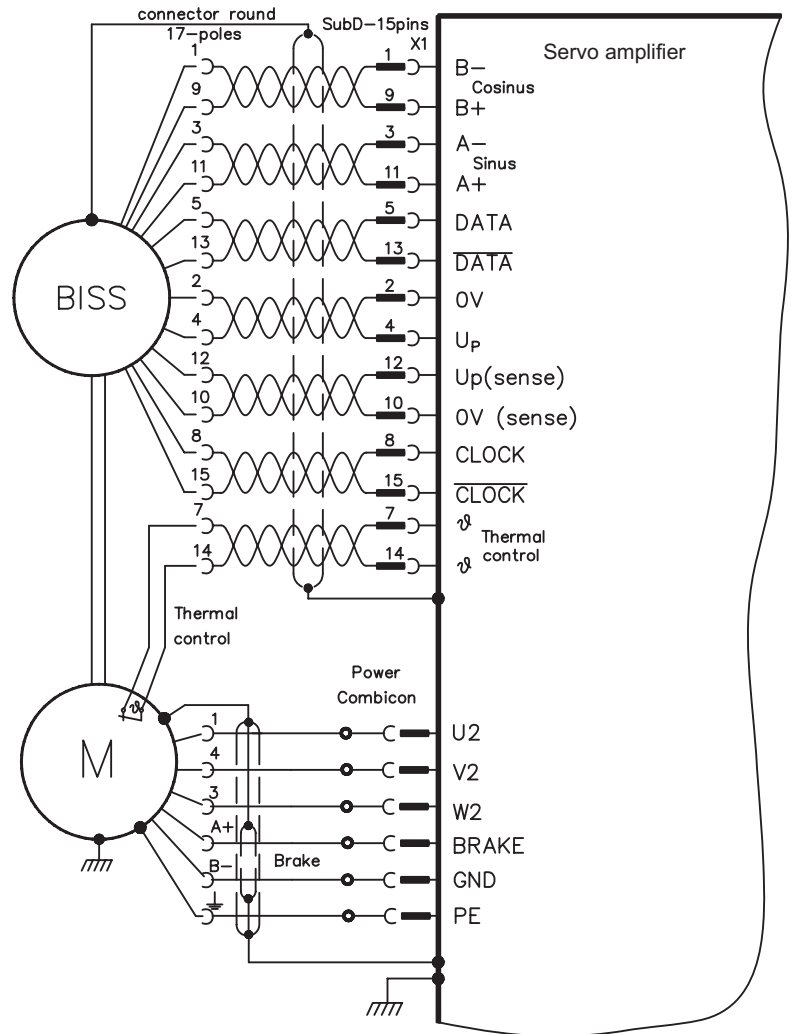 connector round
17-poles
SubD-15pins
X1
Servo amplifier
1 1 B-
Cosinus
9 9 B+
3 3 A-
Sinus
11 11 A+
5 5 DATA
13 13 DATA
BISS
2 2 0V
4 4 UP
12 12 Up(sense)
10 10 0V (sense)
8 8 CLOCK
15 15 CLOCK
7 7 ϑ
Thermal
control
14 14 ϑ
Thermal
control
Power
Combicon
ϑ
M
1 U2
4 V2
3 W2
A+ BRAKE
Brake
B- GND
PE